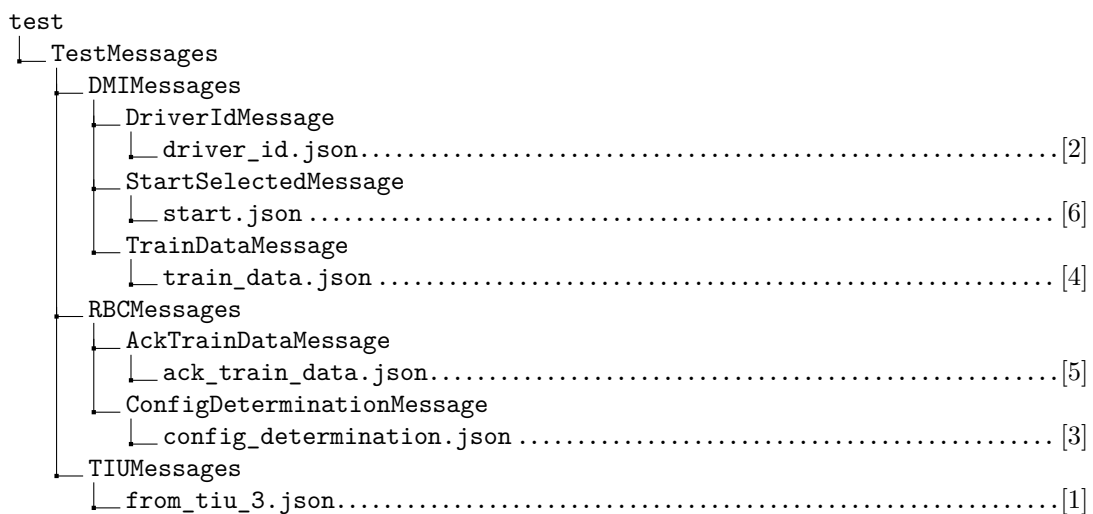 test
TestMessages
DMIMessages
DriverIdMessage
driver_id.json[2]
StartSelectedMessage
start.json[6]
TrainDataMessage
train_data.json[4]
RBCMessages
AckTrainDataMessage
ack_train_data.json[5]
ConfigDeterminationMessage
config_determination.json[3]
TIUMessages
from_tiu_3.json[1]